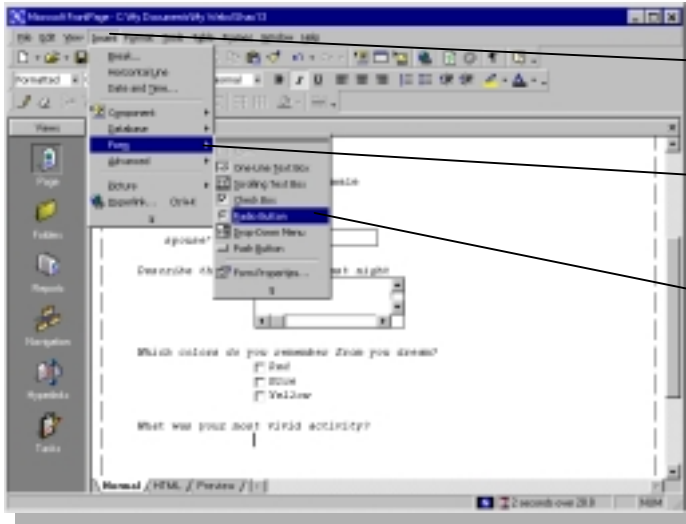 Microsoft FrontPage - C:\My Documents\My Webs\Ghac13
File Edit View Insert Format Tools Table Frames Window Help
Break...
Horizontal Line
Date and Time...
Component
Database
Form
Advanced
Picture
Hyperlink... Ctrl+K
One-Line Text Box
Scrolling Text Box
Check Box
Radio Button
Drop-Down Menu
Push Button
Form Properties...
Formatted
Views
Page
Folders
Reports
Navigation
Hyperlinks
Tasks
spouse?
Describe
night
Which colors do you remember from you dream?
Red
Blue
Yellow
What was your most vivid activity?
Normal / HTML / Preview /
2 seconds over 28.8
NUM